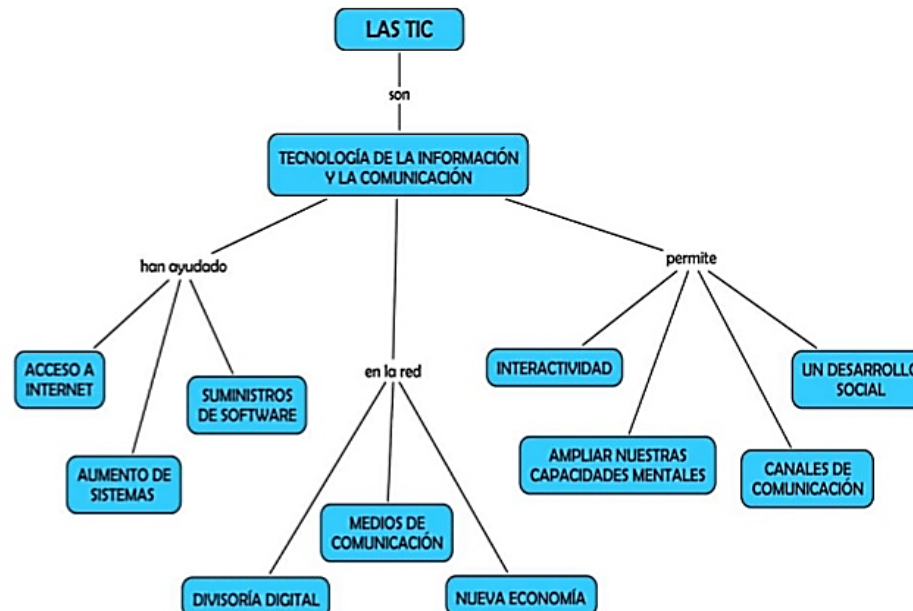 LAS TIC
son
TECNOLOGÍA DE LA INFORMACIÓN
Y LA COMUNICACIÓN
han ayudado
ACCESO A
INTERNET
AUMENTO DE
SISTEMAS
SUMINISTROS
DE SOFTWARE
en la red
DIVISORÍA DIGITAL
MEDIOS DE
COMUNICACIÓN
NUEVA ECONOMÍA
permite
INTERACTIVIDAD
AMPLIAR NUESTRAS
CAPACIDADES MENTALES
CANALES DE
COMUNICACIÓN
UN DESARROLLO
SOCIAL